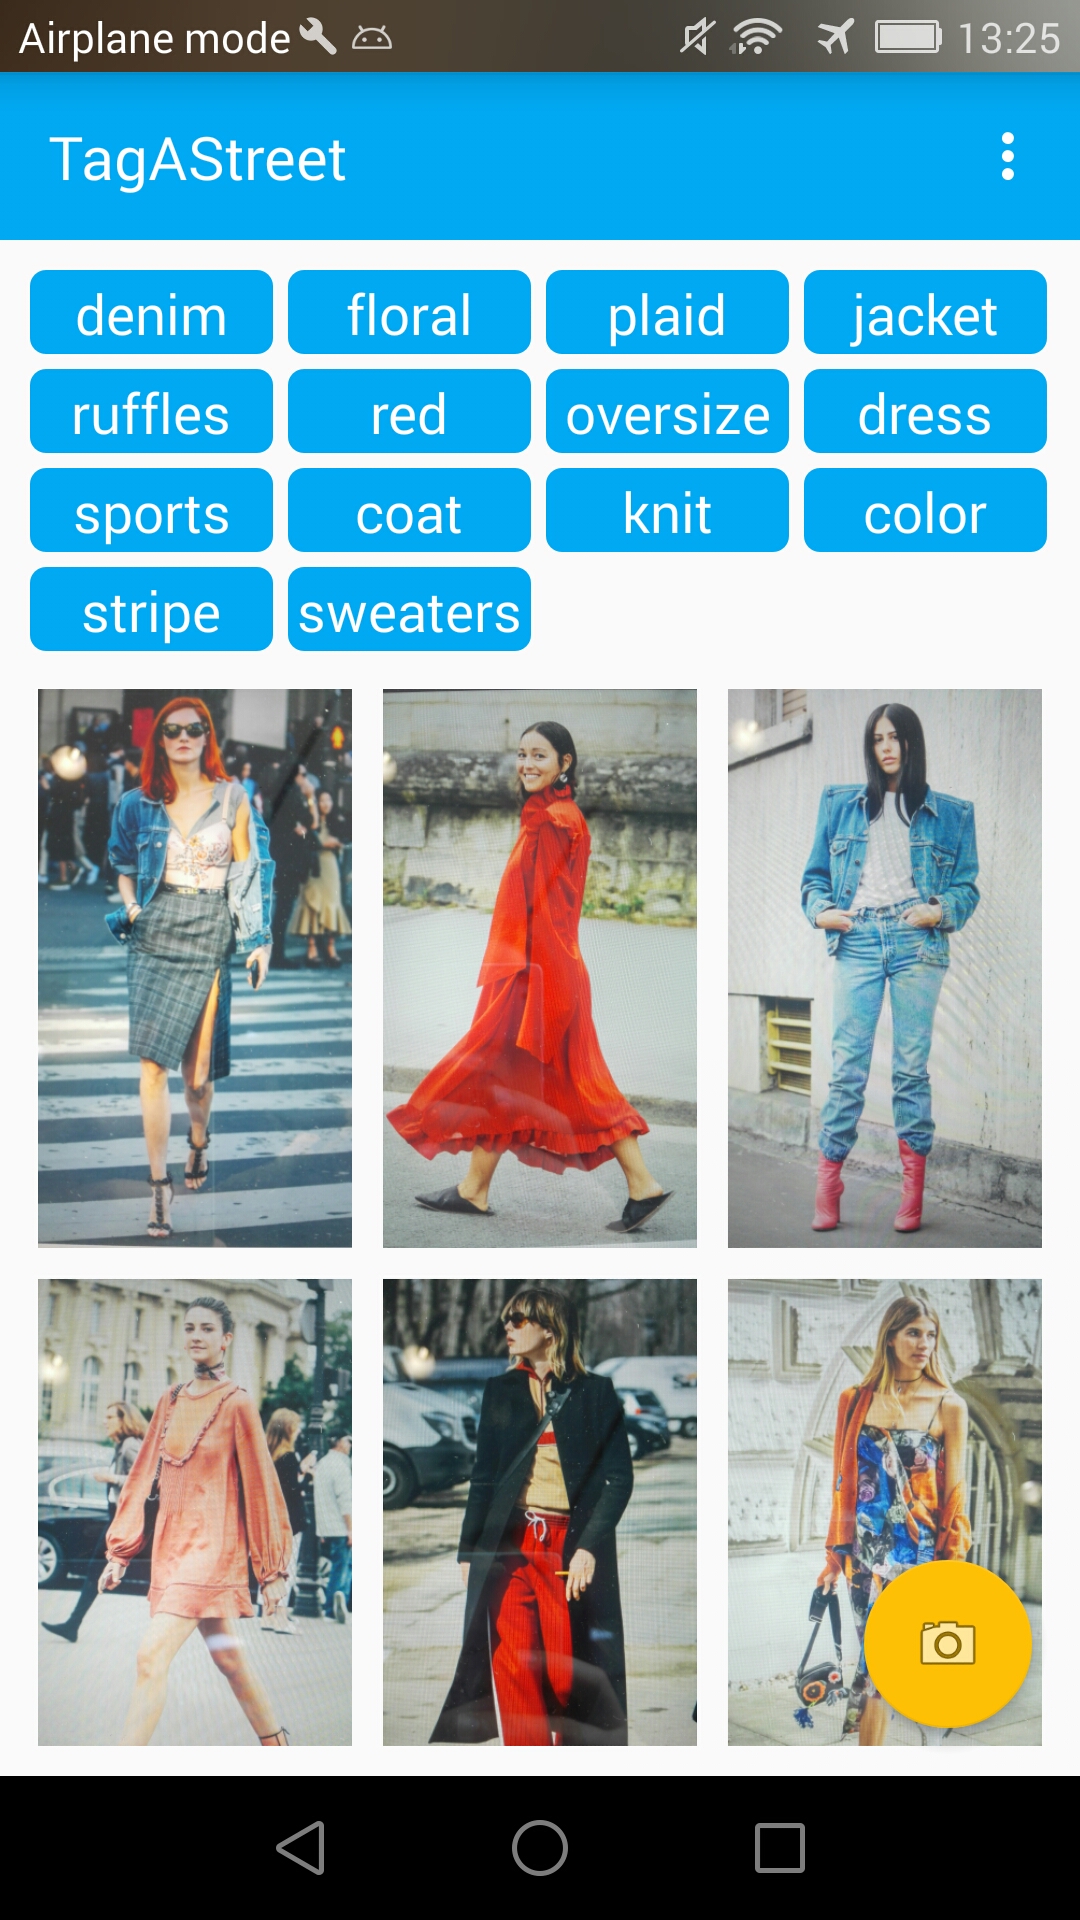 Airplane mode 13:25
TagAStreet
denim floral plaid jacket
ruffles red oversize dress
sports coat knit color
stripe sweaters